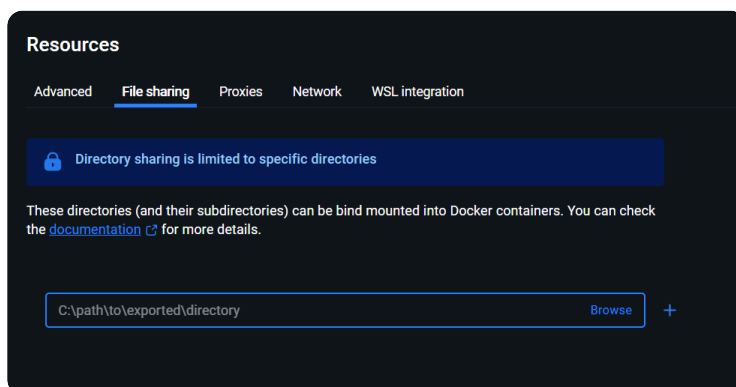 Resources
Advanced File sharing Proxies Network WSL integration
Directory sharing is limited to specific directories
These directories (and their subdirectories) can be bind mounted into Docker containers. You can check
the documentation for more details.
C:\path\to\exported\directory Browse +